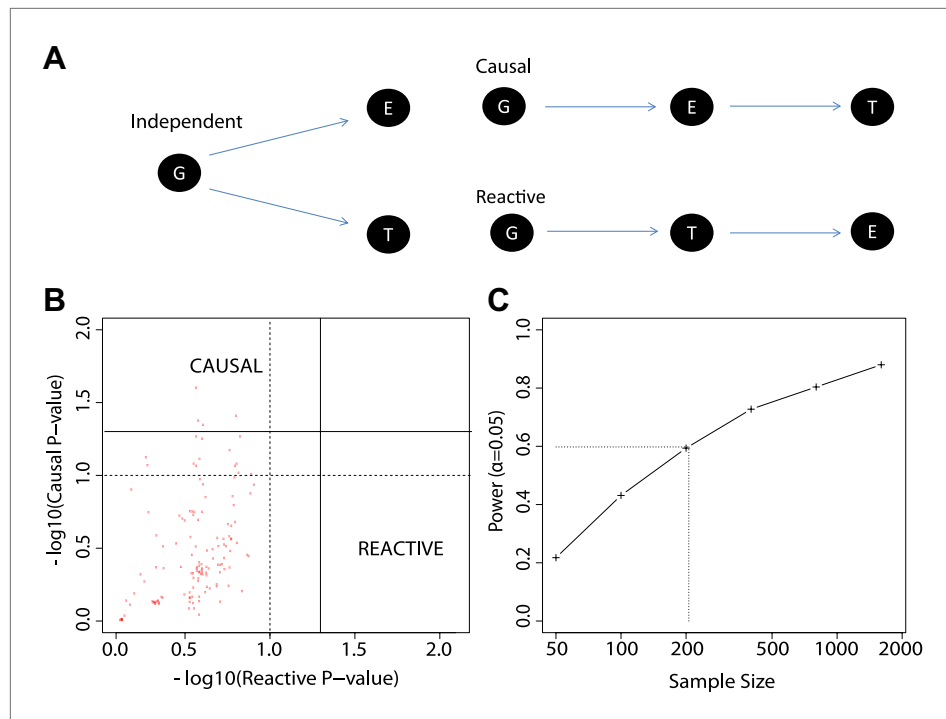 A
Independent
G
E
T
Causal
G
E
T
Reactive
G
T
E
B
- log10(Causal P–value)
2.0
1.5
1.0
0.5
0.0
CAUSAL
REACTIVE
0.0 0.5 1.0 1.5 2.0
- log10(Reactive P–value)
C
Power (α=0.05)
1.0
0.8
0.6
0.4
0.2
0.0
50 100 200 500 1000 2000
Sample Size